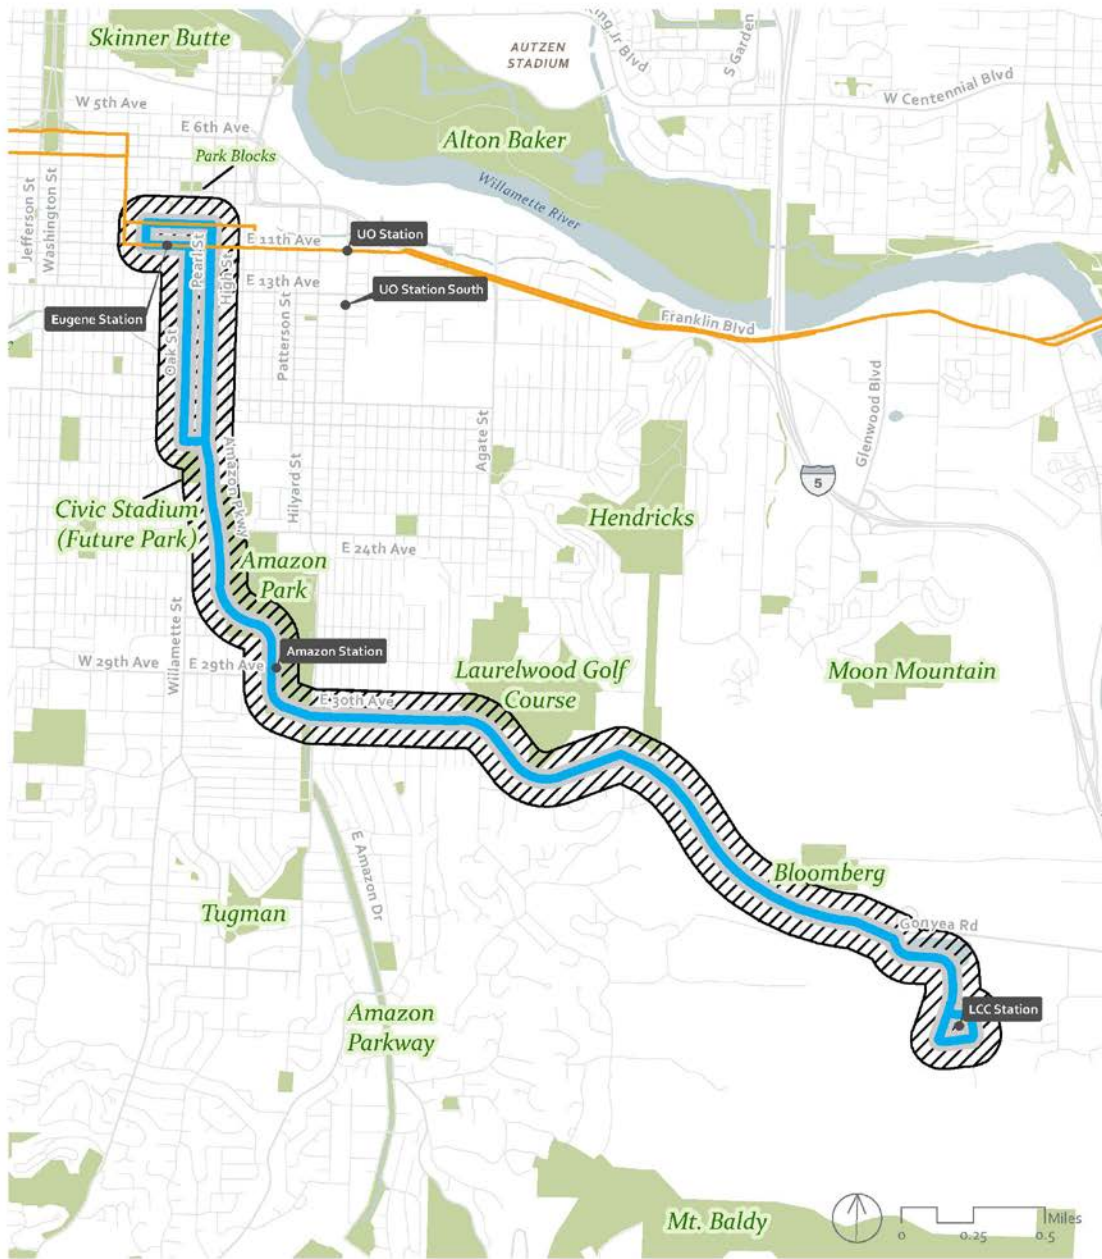 Skinner Butte
AUTZEN
STADIUM
King Jr Blvd
S Garden
W Centennial Blvd
W 5th Ave
E 6th Ave
Alton Baker
Park Blocks
Willamette River
Jefferson St
Washington St
Pearl St
High St
E 11th Ave
UO Station
E 13th Ave
UO Station South
Eugene Station
Franklin Blvd
Oak St
Patterson St
Glenwood Blvd
Agate St
5
Amazon Pkwy
Hilyard St
Civic Stadium
(Future Park)
Hendricks
E 24th Ave
Amazon
Park
Willamette St
W 29th Ave
E 29th Ave
Amazon Station
Laurelwood Golf
Course
Moon Mountain
E 30th Ave
E Amazon Dr
Bloomberg
Tugman
Gonyea Rd
LCC Station
Amazon
Parkway
Mt. Baldy
Miles
0
0.25
0.5